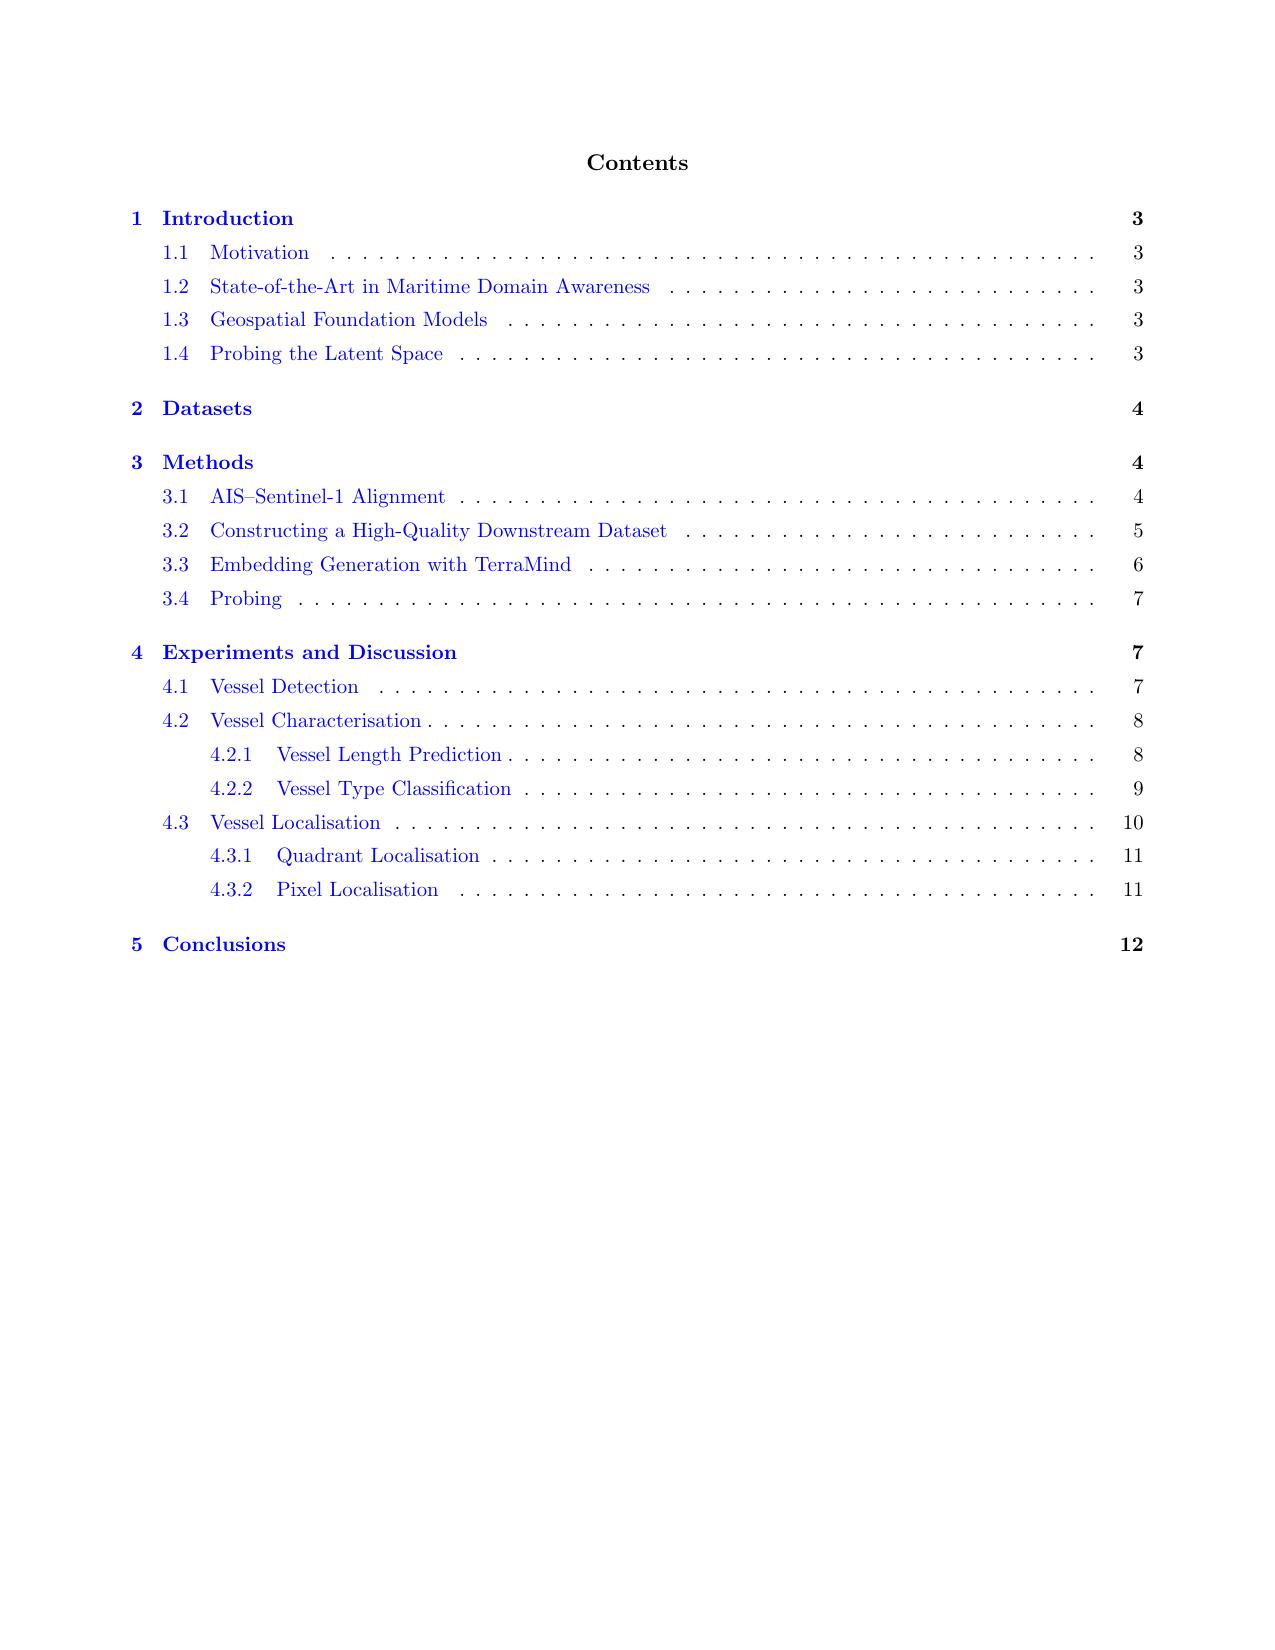 Contents
1 Introduction 3
1.1 Motivation . . . . . . . . . . . . . . . . . . . . . . . . . . . . . . . . . . . . . . . . . . . . . . . . 3
1.2 State-of-the-Art in Maritime Domain Awareness . . . . . . . . . . . . . . . . . . . . . . . . . . . 3
1.3 Geospatial Foundation Models . . . . . . . . . . . . . . . . . . . . . . . . . . . . . . . . . . . . . 3
1.4 Probing the Latent Space . . . . . . . . . . . . . . . . . . . . . . . . . . . . . . . . . . . . . . . . 3
2 Datasets 4
3 Methods 4
3.1 AIS–Sentinel-1 Alignment . . . . . . . . . . . . . . . . . . . . . . . . . . . . . . . . . . . . . . . . 4
3.2 Constructing a High-Quality Downstream Dataset . . . . . . . . . . . . . . . . . . . . . . . . . . 5
3.3 Embedding Generation with TerraMind . . . . . . . . . . . . . . . . . . . . . . . . . . . . . . . . 6
3.4 Probing . . . . . . . . . . . . . . . . . . . . . . . . . . . . . . . . . . . . . . . . . . . . . . . . . . 7
4 Experiments and Discussion 7
4.1 Vessel Detection . . . . . . . . . . . . . . . . . . . . . . . . . . . . . . . . . . . . . . . . . . . . . 7
4.2 Vessel Characterisation . . . . . . . . . . . . . . . . . . . . . . . . . . . . . . . . . . . . . . . . . . 8
4.2.1 Vessel Length Prediction . . . . . . . . . . . . . . . . . . . . . . . . . . . . . . . . . . . . . 8
4.2.2 Vessel Type Classification . . . . . . . . . . . . . . . . . . . . . . . . . . . . . . . . . . . . 9
4.3 Vessel Localisation . . . . . . . . . . . . . . . . . . . . . . . . . . . . . . . . . . . . . . . . . . . . 10
4.3.1 Quadrant Localisation . . . . . . . . . . . . . . . . . . . . . . . . . . . . . . . . . . . . . . 11
4.3.2 Pixel Localisation . . . . . . . . . . . . . . . . . . . . . . . . . . . . . . . . . . . . . . . . 11
5 Conclusions 12